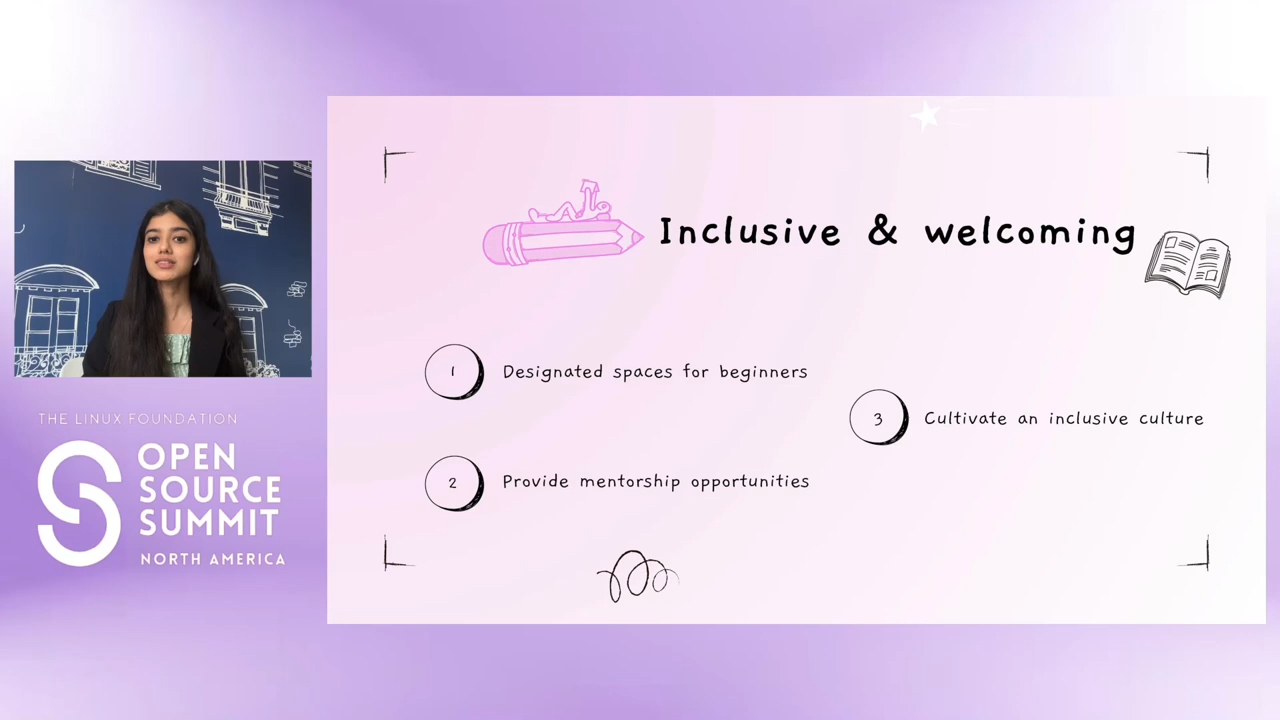 Inclusive & welcoming
1 Designated spaces for beginners
3 Cultivate an inclusive culture
2 Provide mentorship opportunities
THE LINUX FOUNDATION
OPEN
SOURCE
SUMMIT
NORTH AMERICA